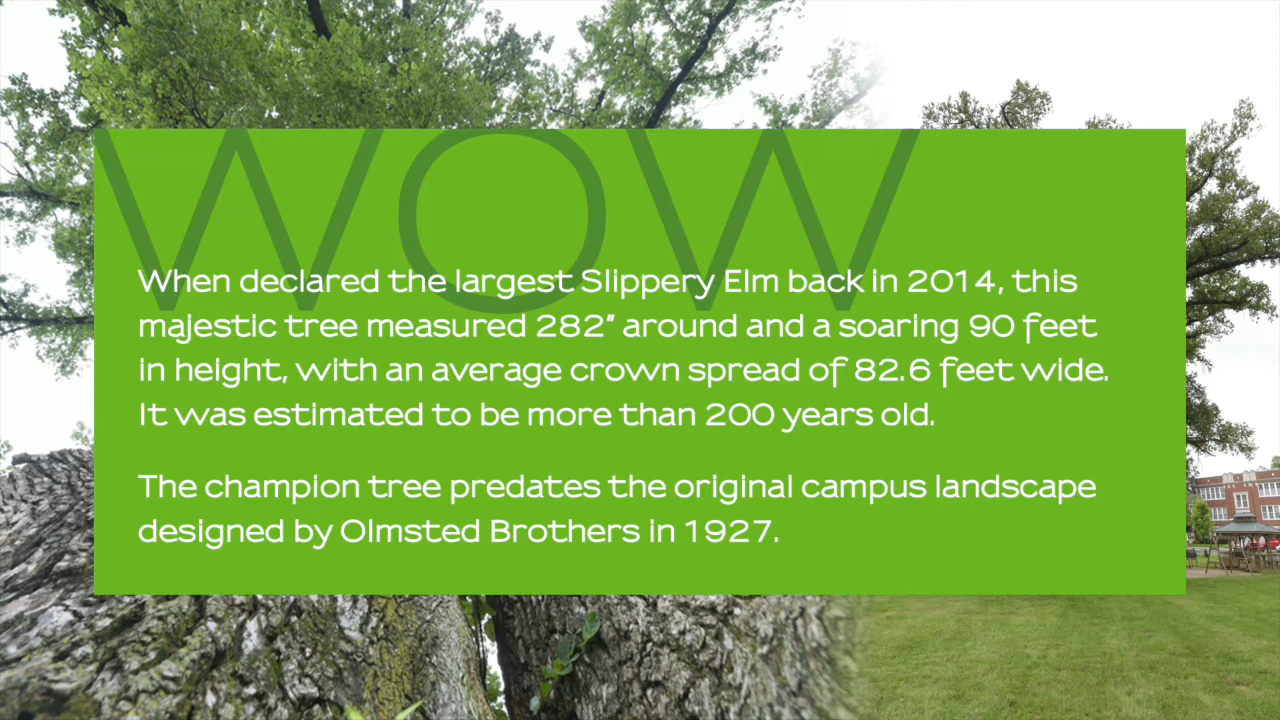 WOW
When declared the largest Slippery Elm back in 2014, this
majestic tree measured 282" around and a soaring 90 feet
in height, with an average crown spread of 82.6 feet wide.
It was estimated to be more than 200 years old.
The champion tree predates the original campus landscape
designed by Olmsted Brothers in 1927.